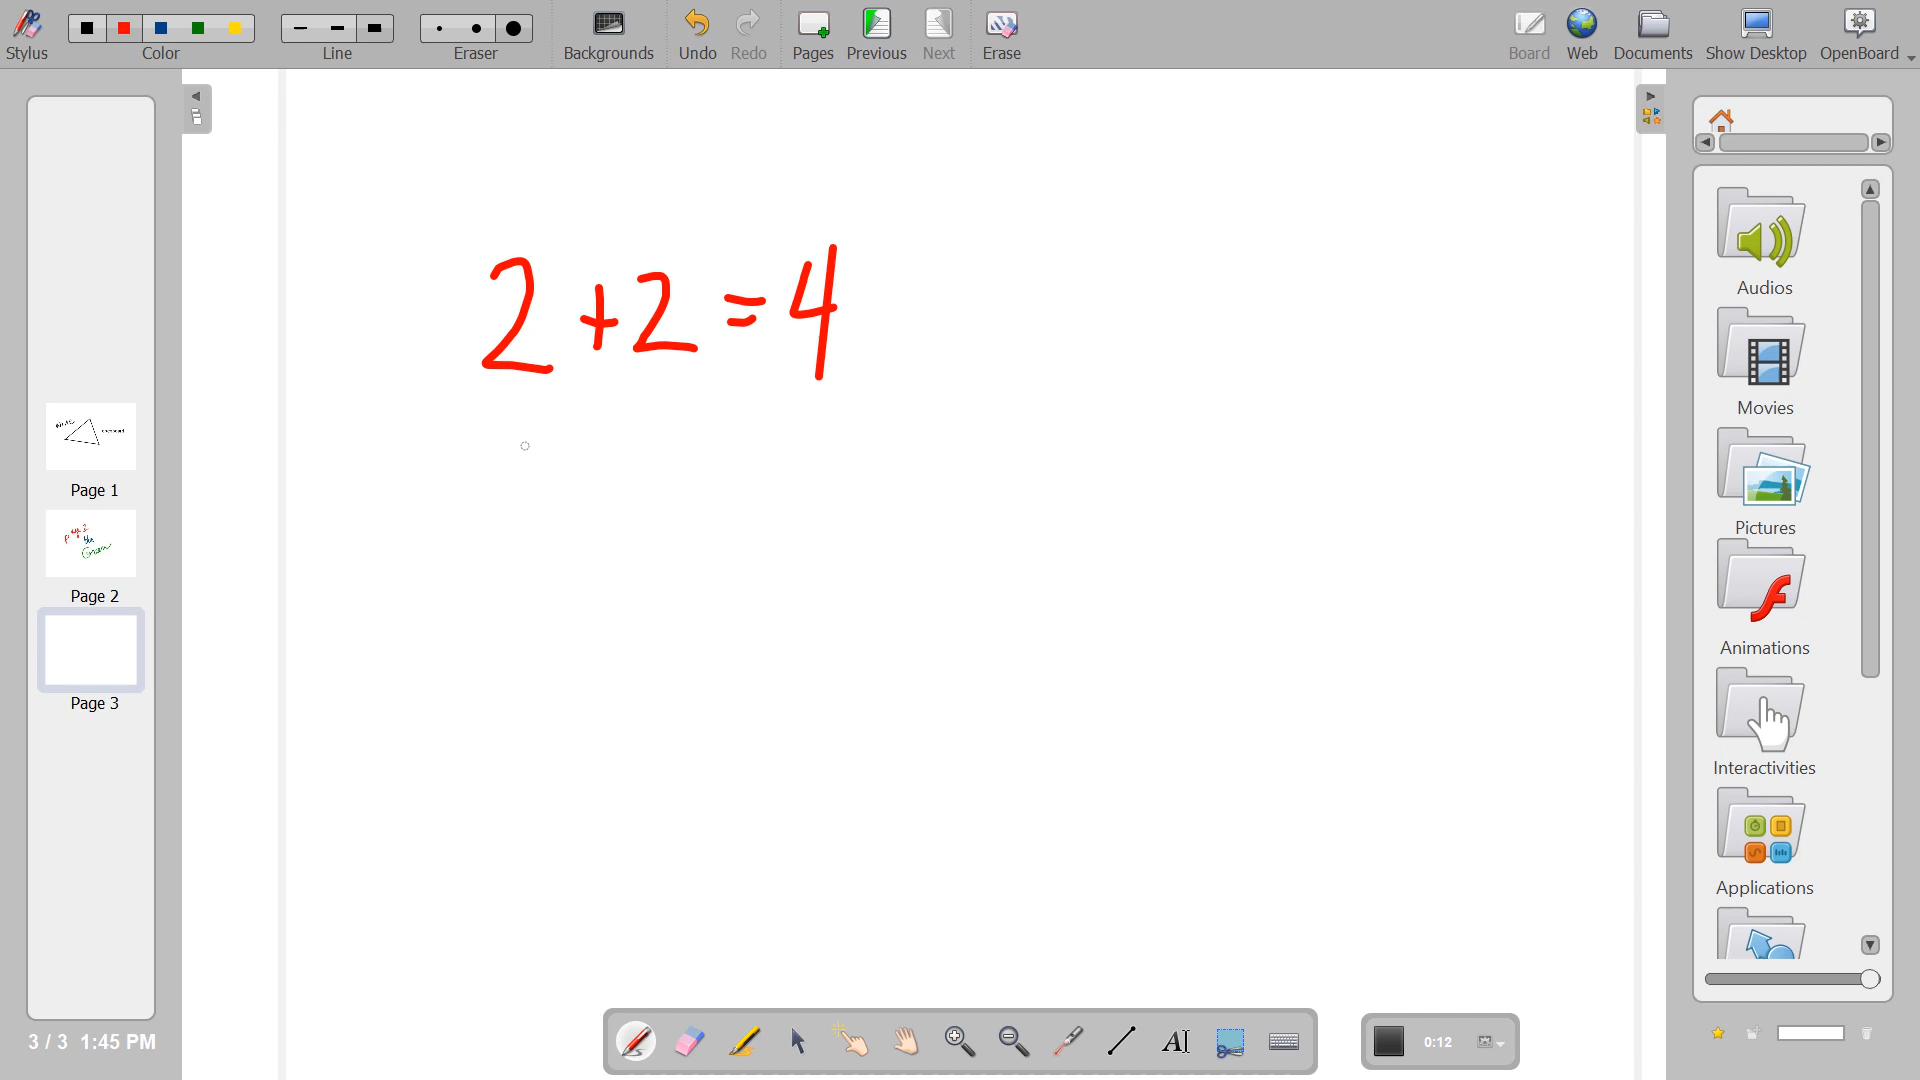 Stylus Color Line Eraser Backgrounds Undo Redo Pages Previous Next Erase Board Web Documents Show Desktop OpenBoard
2 + 2 = 4
Page 1
Page 2
Page 3
3 / 3 1:45 PM
Audios
Movies
Pictures
Animations
Interactivities
Applications
AI
0:12